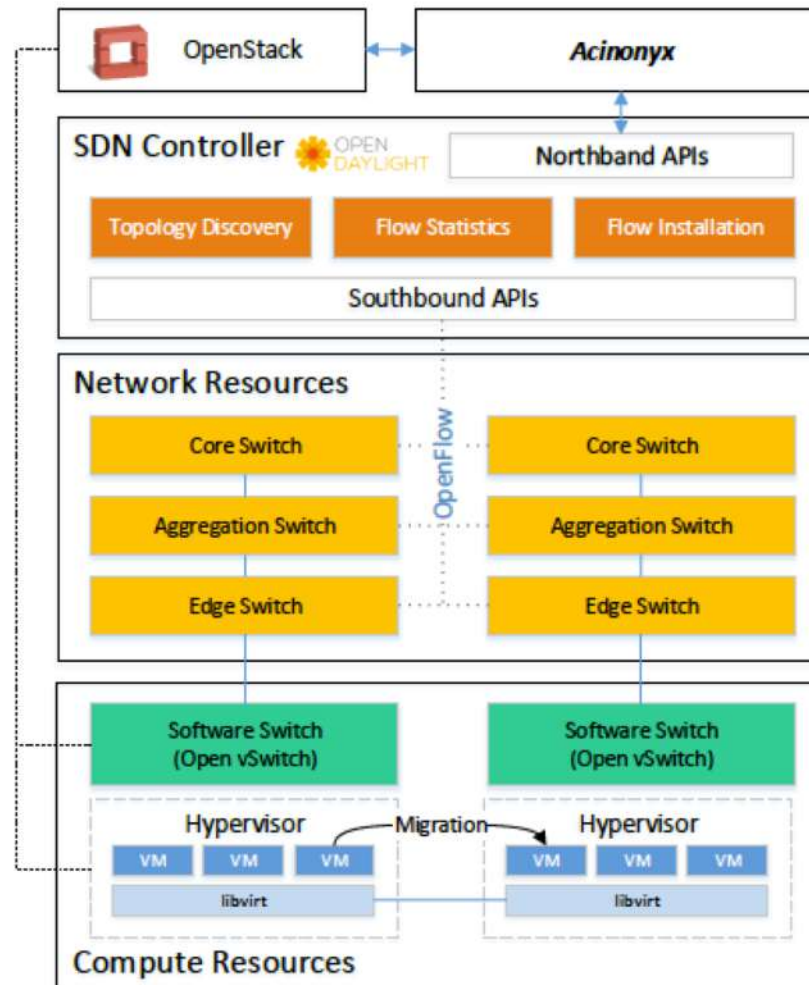 OpenStack
Acinonyx
SDN Controller
OPEN
DAYLIGHT
Northband APIs
Topology Discovery
Flow Statistics
Flow Installation
Southbound APIs
Network Resources
Core Switch
Core Switch
OpenFlow
Aggregation Switch
Aggregation Switch
Edge Switch
Edge Switch
Software Switch
(Open vSwitch)
Software Switch
(Open vSwitch)
Hypervisor
Migration
Hypervisor
VM
VM
VM
VM
VM
VM
libvirt
libvirt
Compute Resources